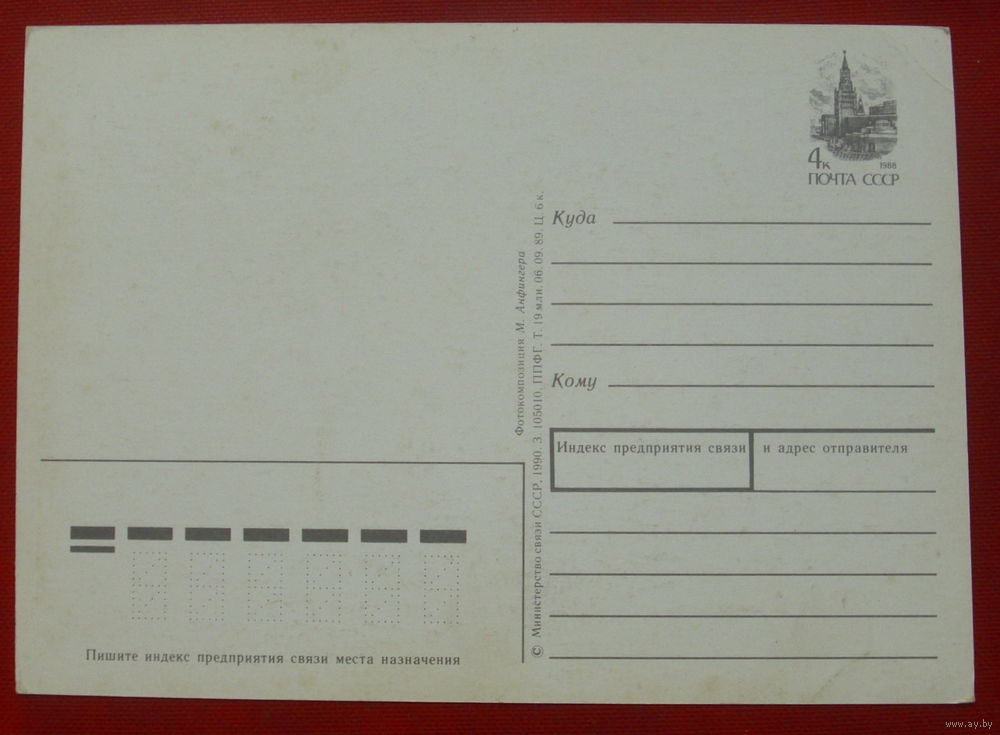 4к
1988
ПОЧТА СССР
Куда
Кому
Индекс предприятия связи и адрес отправителя
Фотокомпозиция М. Анфингера
© Министерство связи СССР, 1990. З. 105010. ППФГ. Т. 19 млн. 06. 09. 89. Ц. 6 к.
Пишите индекс предприятия связи места назначения
www.ay.by